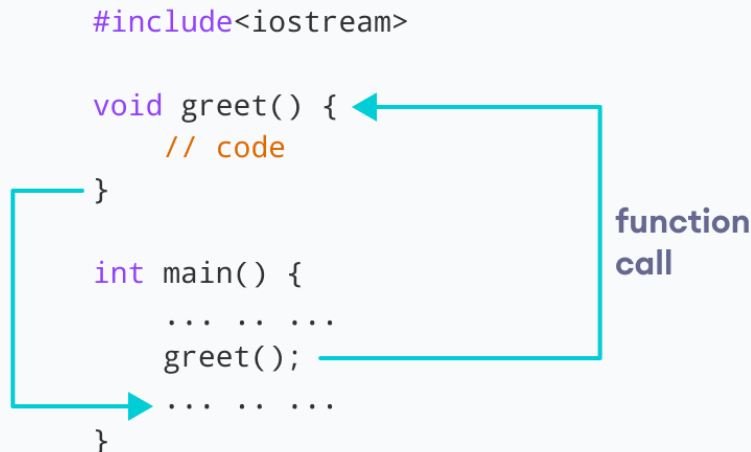 #include<iostream>
void greet() {
// code
}
function
call
int main() {
... .. ...
greet();
... .. ...
}